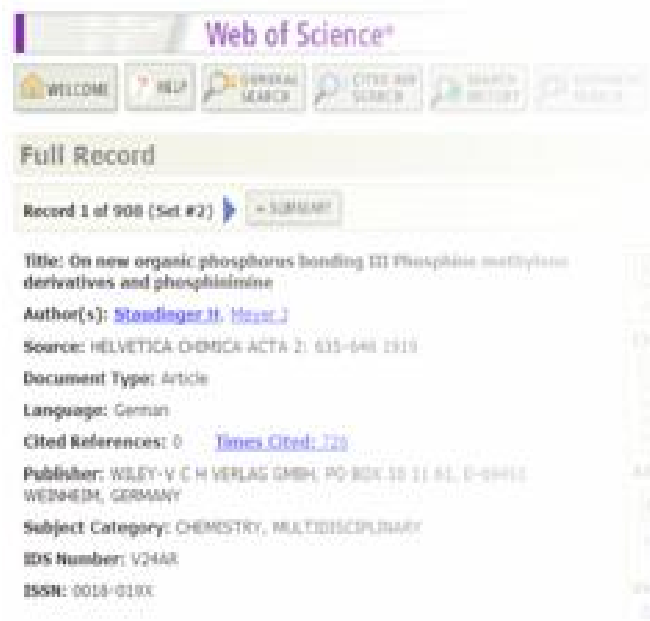 Web of Science®
WELCOME
? HELP
GENERAL SEARCH
CITED REF SEARCH
SEARCH HISTORY
Full Record
Record 1 of 908 (Set #2)
SUMMARY
Title: On new organic phosphorus bonding III Phosphine methylene
derivatives and phosphinimine
Author(s): Staudinger H, Meyer J
Source: HELVETICA CHIMICA ACTA 2: 635-646 1919
Document Type: Article
Language: German
Cited References: 0 Times Cited: 726
Publisher: WILEY-V C H VERLAG GMBH, PO BOX 10 11 61, D-69451
WEINHEIM, GERMANY
Subject Category: CHEMISTRY, MULTIDISCIPLINARY
IDS Number: V24AR
ISSN: 0018-019X